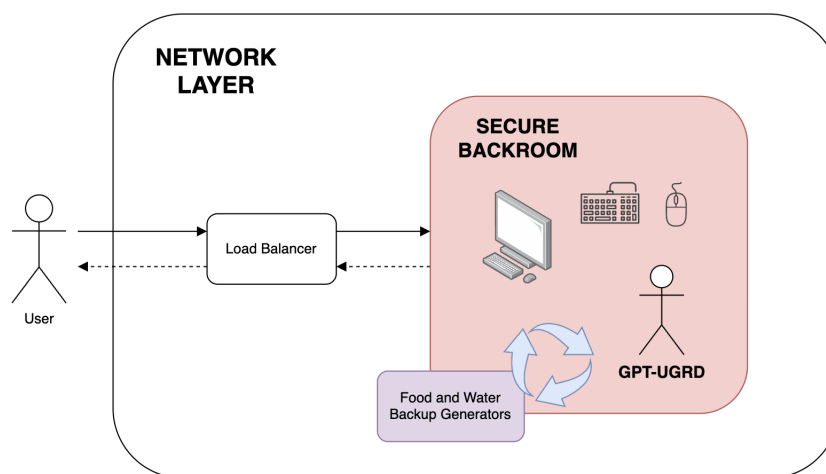 NETWORK
LAYER
SECURE
BACKROOM
Load Balancer
User
GPT-UGRD
Food and Water
Backup Generators